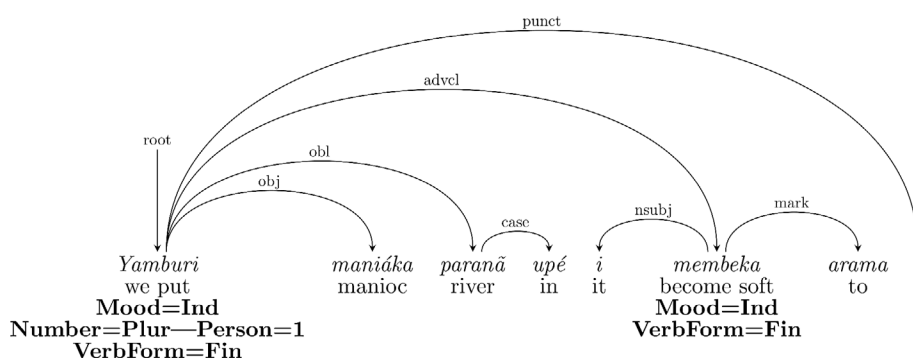 punct
advcl
root
obl
obj
case
nsubj
mark
Yamburi maniáka paranã upé i membeka arama
we put manioc river in it become soft to
Mood=Ind Mood=Ind
Number=Plur—Person=1 VerbForm=Fin
VerbForm=Fin